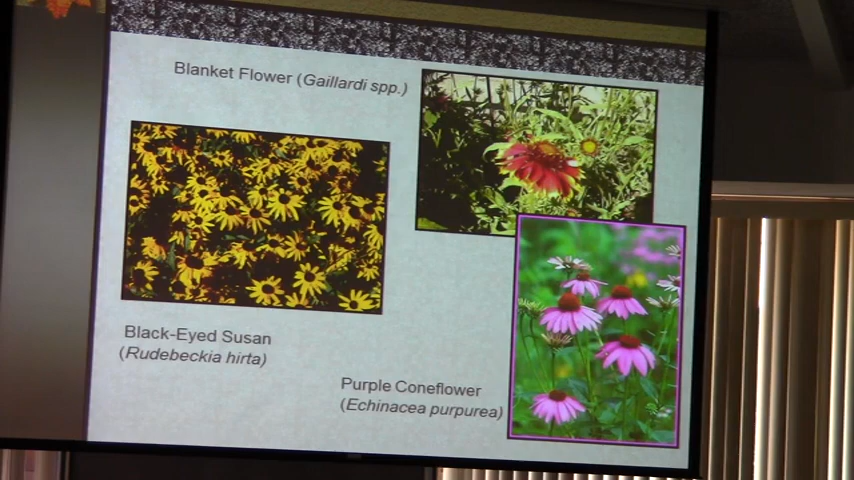 Blanket Flower (Gaillardi spp.)
Black-Eyed Susan
(Rudebeckia hirta)
Purple Coneflower
(Echinacea purpurea)